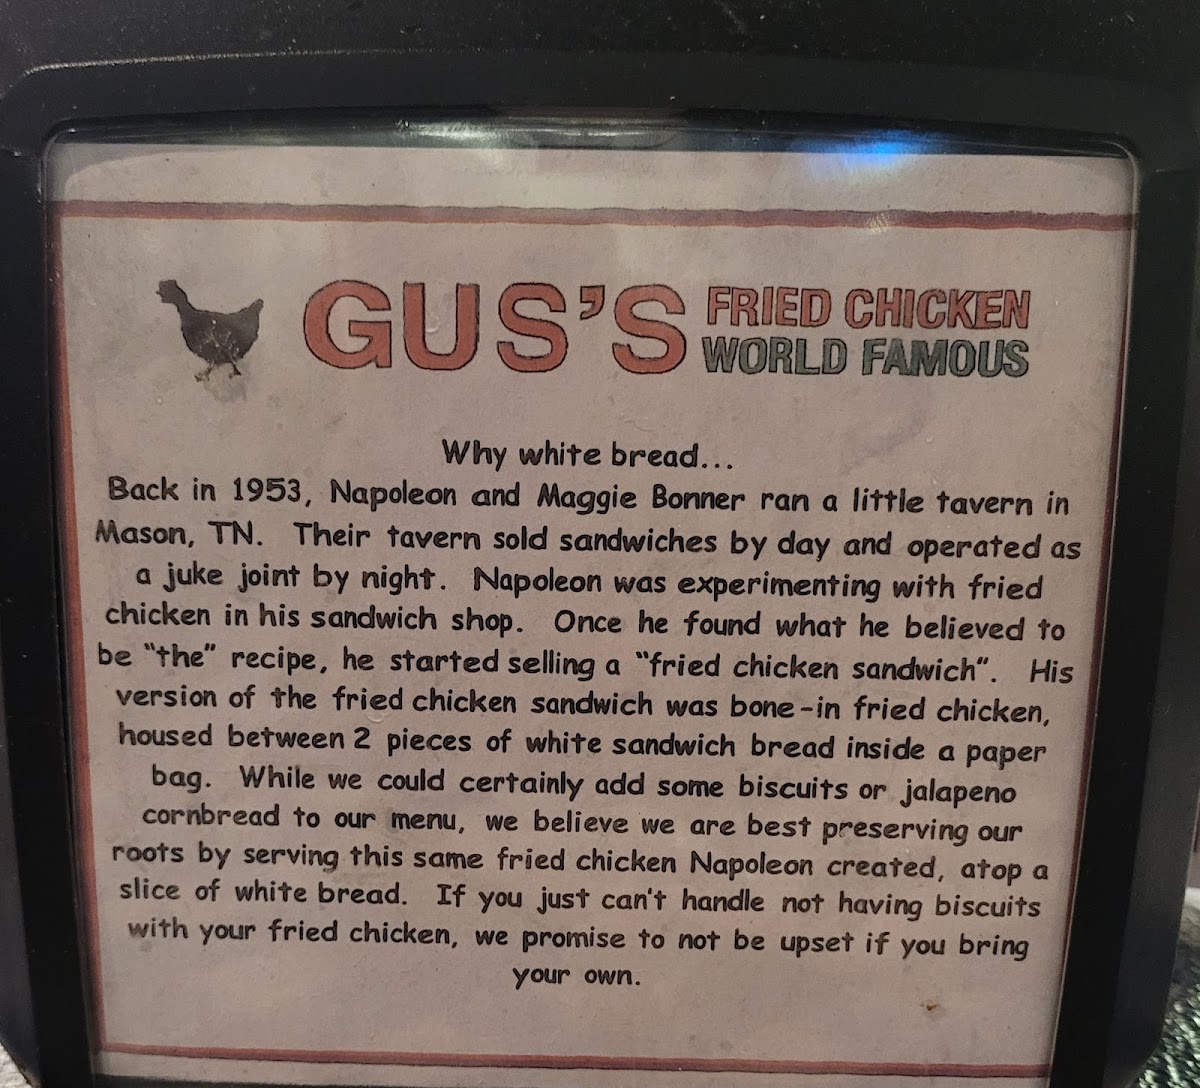 GUS'S FRIED CHICKEN
WORLD FAMOUS
Why white bread...
Back in 1953, Napoleon and Maggie Bonner ran a little tavern in
Mason, TN. Their tavern sold sandwiches by day and operated as
a juke joint by night. Napoleon was experimenting with fried
chicken in his sandwich shop. Once he found what he believed to
be "the" recipe, he started selling a "fried chicken sandwich". His
version of the fried chicken sandwich was bone-in fried chicken,
housed between 2 pieces of white sandwich bread inside a paper
bag. While we could certainly add some biscuits or jalapeno
cornbread to our menu, we believe we are best preserving our
roots by serving this same fried chicken Napoleon created, atop a
slice of white bread. If you just can't handle not having biscuits
with your fried chicken, we promise to not be upset if you bring
your own.